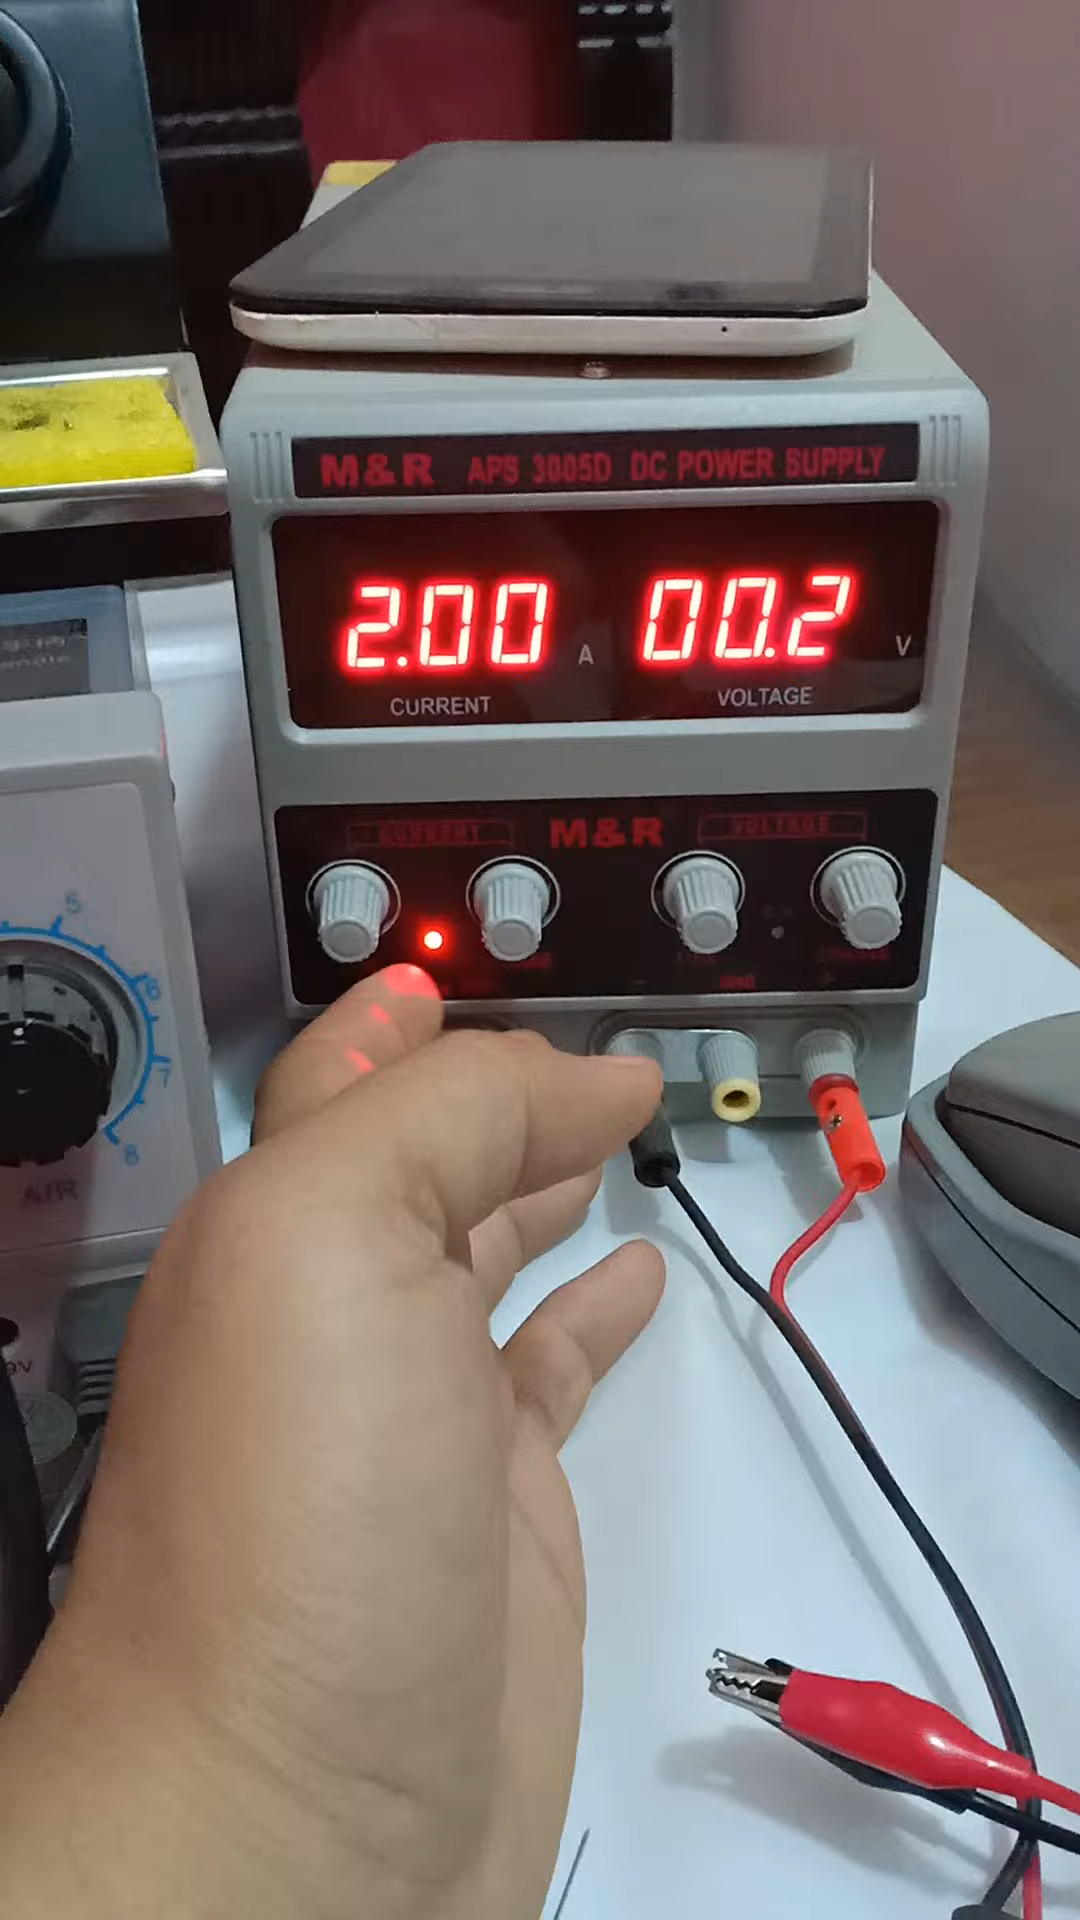 M&R APS 3005D DC POWER SUPPLY
2.00 A 00.2 V
CURRENT VOLTAGE
CURRENT M&R VOLTAGE
5
6
7
8
AIR